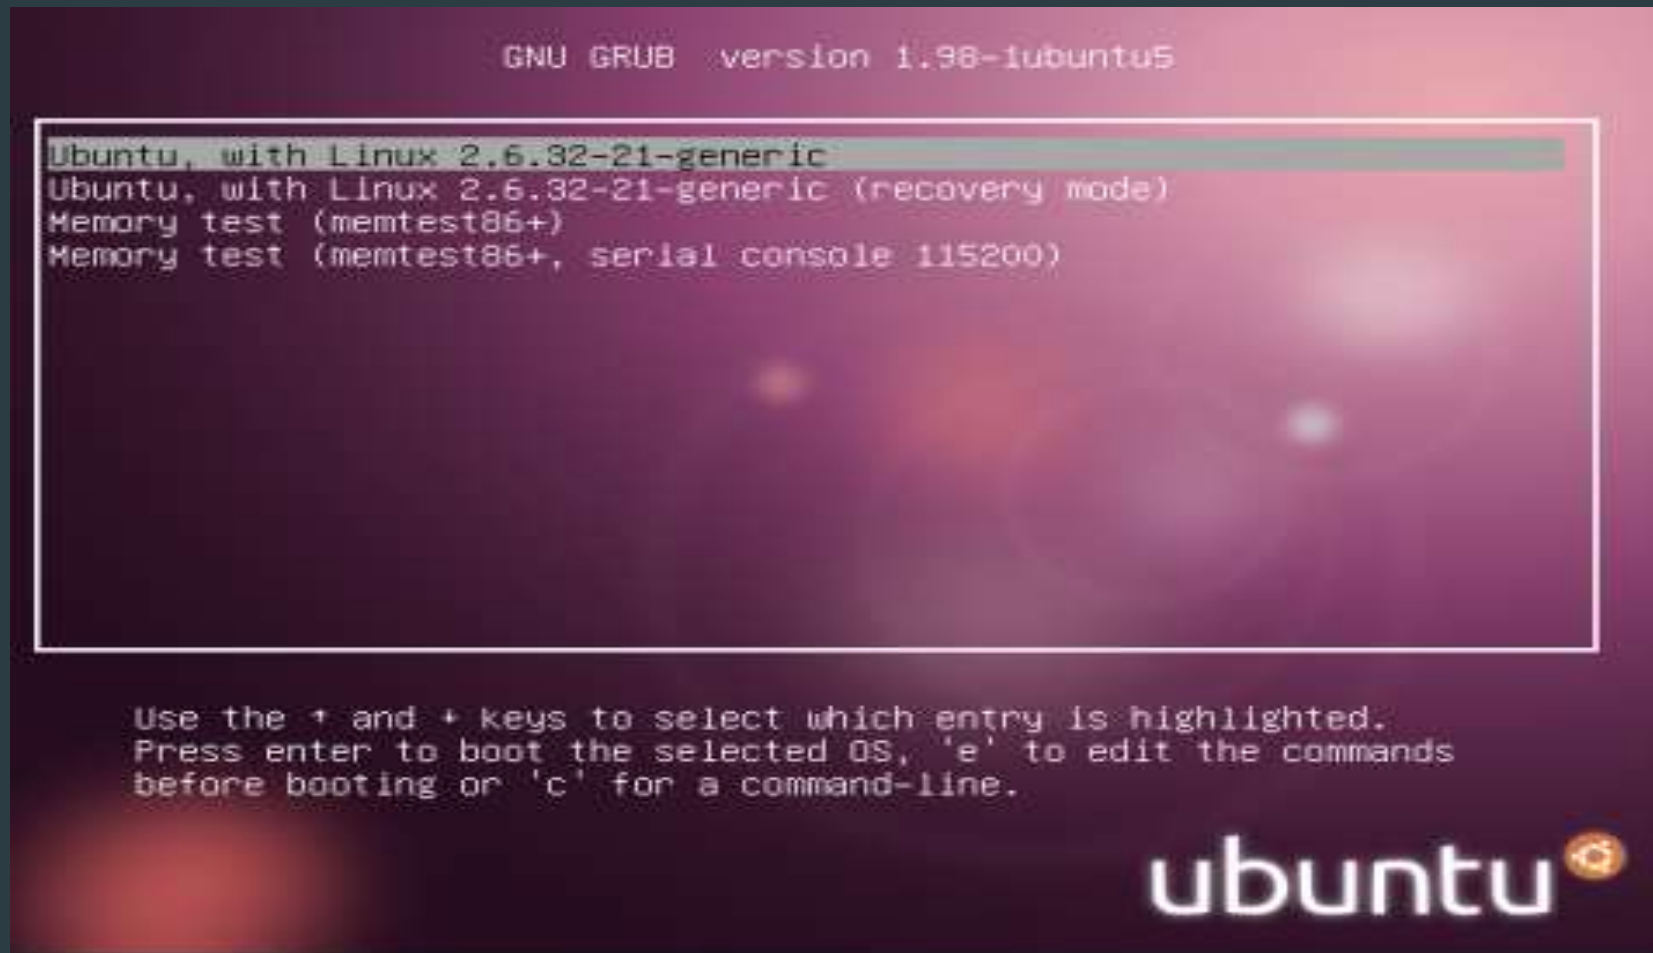 GNU GRUB  version 1.98-1ubuntu5
Ubuntu, with Linux 2.6.32-21-generic
Ubuntu, with Linux 2.6.32-21-generic (recovery mode)
Memory test (memtest86+)
Memory test (memtest86+, serial console 115200)
Use the ↑ and ↓ keys to select which entry is highlighted.
Press enter to boot the selected OS, 'e' to edit the commands
before booting or 'c' for a command-line.
ubuntu